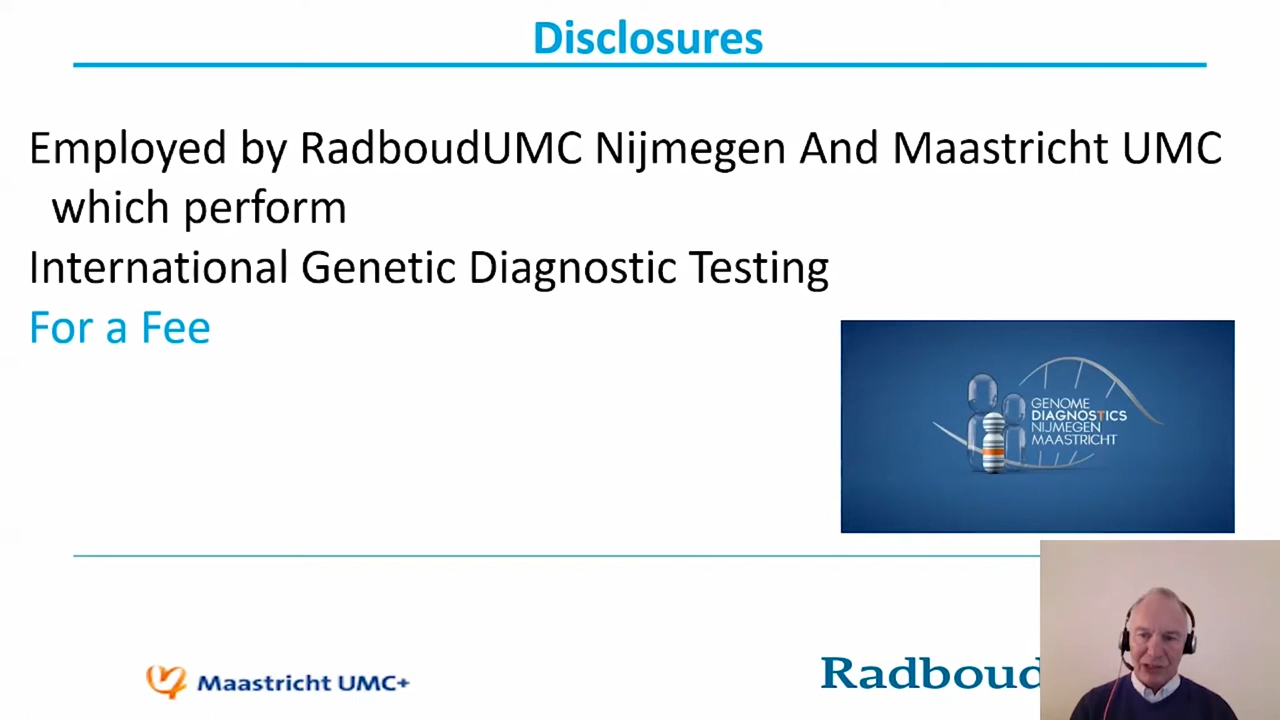 Disclosures
Employed by RadboudUMC Nijmegen And Maastricht UMC
which perform
International Genetic Diagnostic Testing
For a Fee
GENOME
DIAGNOSTICS
NIJMEGEN
MAASTRICHT
Maastricht UMC+
Radboud